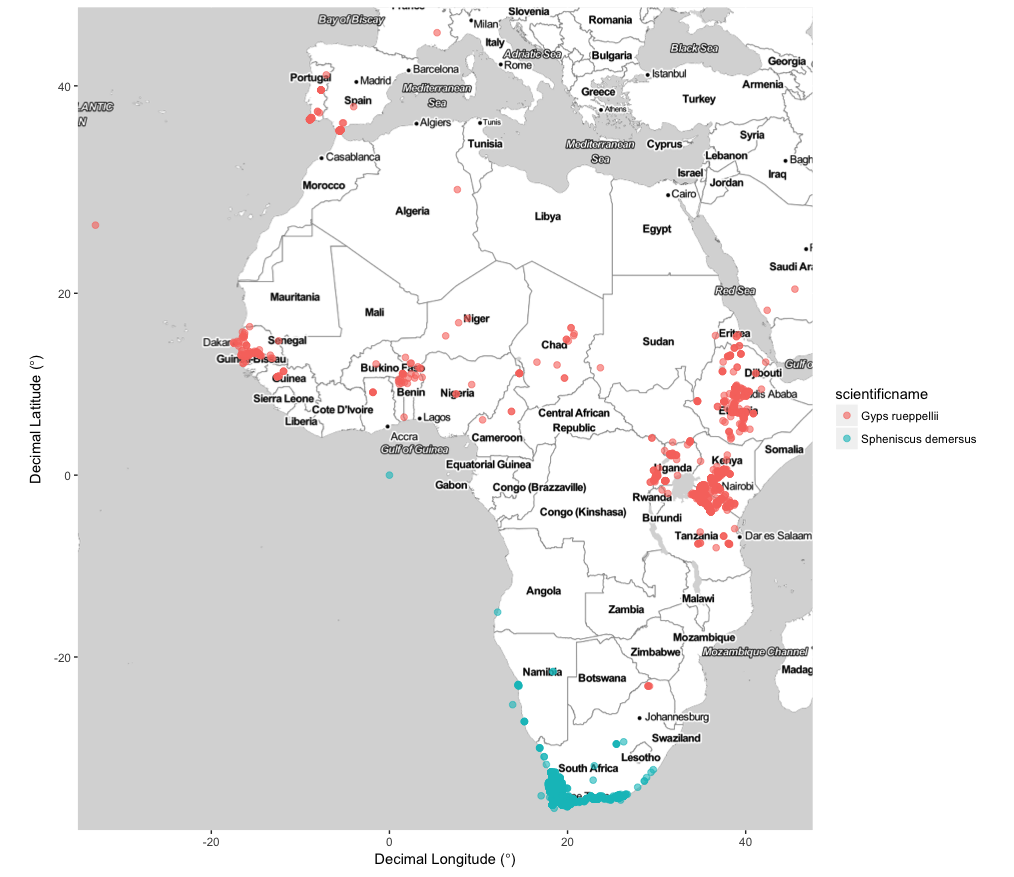 France
Slovenia
Bay of Biscay
Milan
Romania
Italy
Adriatic Sea
Bulgaria
Black Sea
Georgia
Rome
Barcelona
Istanbul
Portugal
Madrid
40
Mediterranean
Sea
Greece
Armenia
Spain
Turkey
LANTIC
N
Athens
Algiers
Tunis
Syria
Tunisia
Mediterranean
Sea
Cyprus
Lebanon
Casablanca
Bagh
Israel
Iraq
Morocco
Jordan
Cairo
Algeria
Libya
Egypt
Saudi Ara
20
Red Sea
Mauritania
Mali
Niger
Eritrea
Dakar
Senegal
Chad
Sudan
Guinea-Bissau
Gulf o
Burkina Faso
Djibouti
Guinea
Benin
Nigeria
Addis Ababa
Sierra Leone
Cote D'Ivoire
Ethiopia
Liberia
Lagos
Central African
Republic
Accra
Cameroon
Gulf of Guinea
Somalia
Equatorial Guinea
Kenya
Uganda
0
Gabon
Congo (Brazzaville)
Nairobi
Rwanda
Congo (Kinshasa)
Burundi
Tanzania
Dar es Salaam
Angola
Malawi
Zambia
Mozambique
Zimbabwe
Mozambique Channel
-20
Namibia
Botswana
Madag
Johannesburg
Swaziland
Lesotho
South Africa
-20
0
20
40
Decimal Longitude (°)
Decimal Latitude (°)
scientificname
Gyps rueppellii
Spheniscus demersus